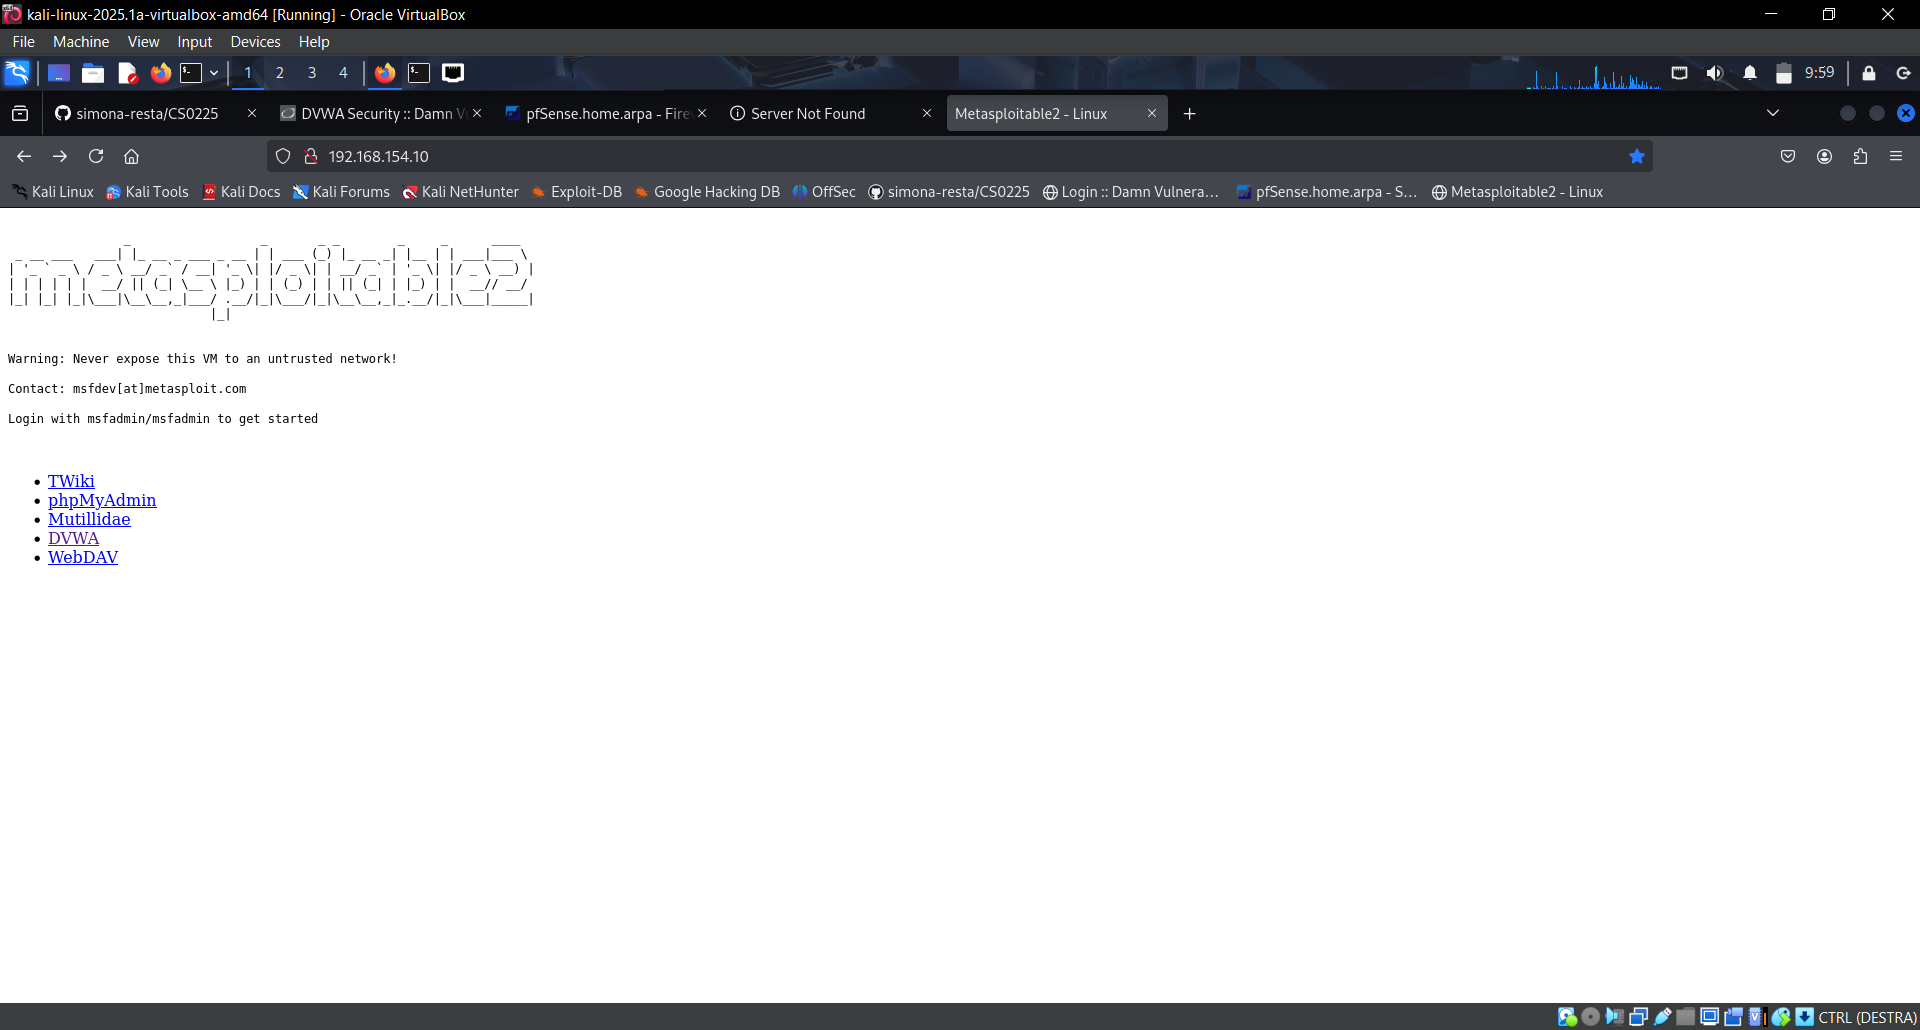 kali-linux-2025.1a-virtualbox-amd64 [Running] - Oracle VirtualBox
File Machine View Input Devices Help
1 2 3 4 9:59
simona-resta/CS0225 DVWA Security :: Damn Vu pfSense.home.arpa - Firew Server Not Found Metasploitable2 - Linux
192.168.154.10
Kali Linux Kali Tools Kali Docs Kali Forums Kali NetHunter Exploit-DB Google Hacking DB OffSec simona-resta/CS0225 Login :: Damn Vulnera… pfSense.home.arpa - S… Metasploitable2 - Linux
metasploitable2
Warning: Never expose this VM to an untrusted network!
Contact: msfdev[at]metasploit.com
Login with msfadmin/msfadmin to get started
TWiki
phpMyAdmin
Mutillidae
DVWA
WebDAV
CTRL (DESTRA)